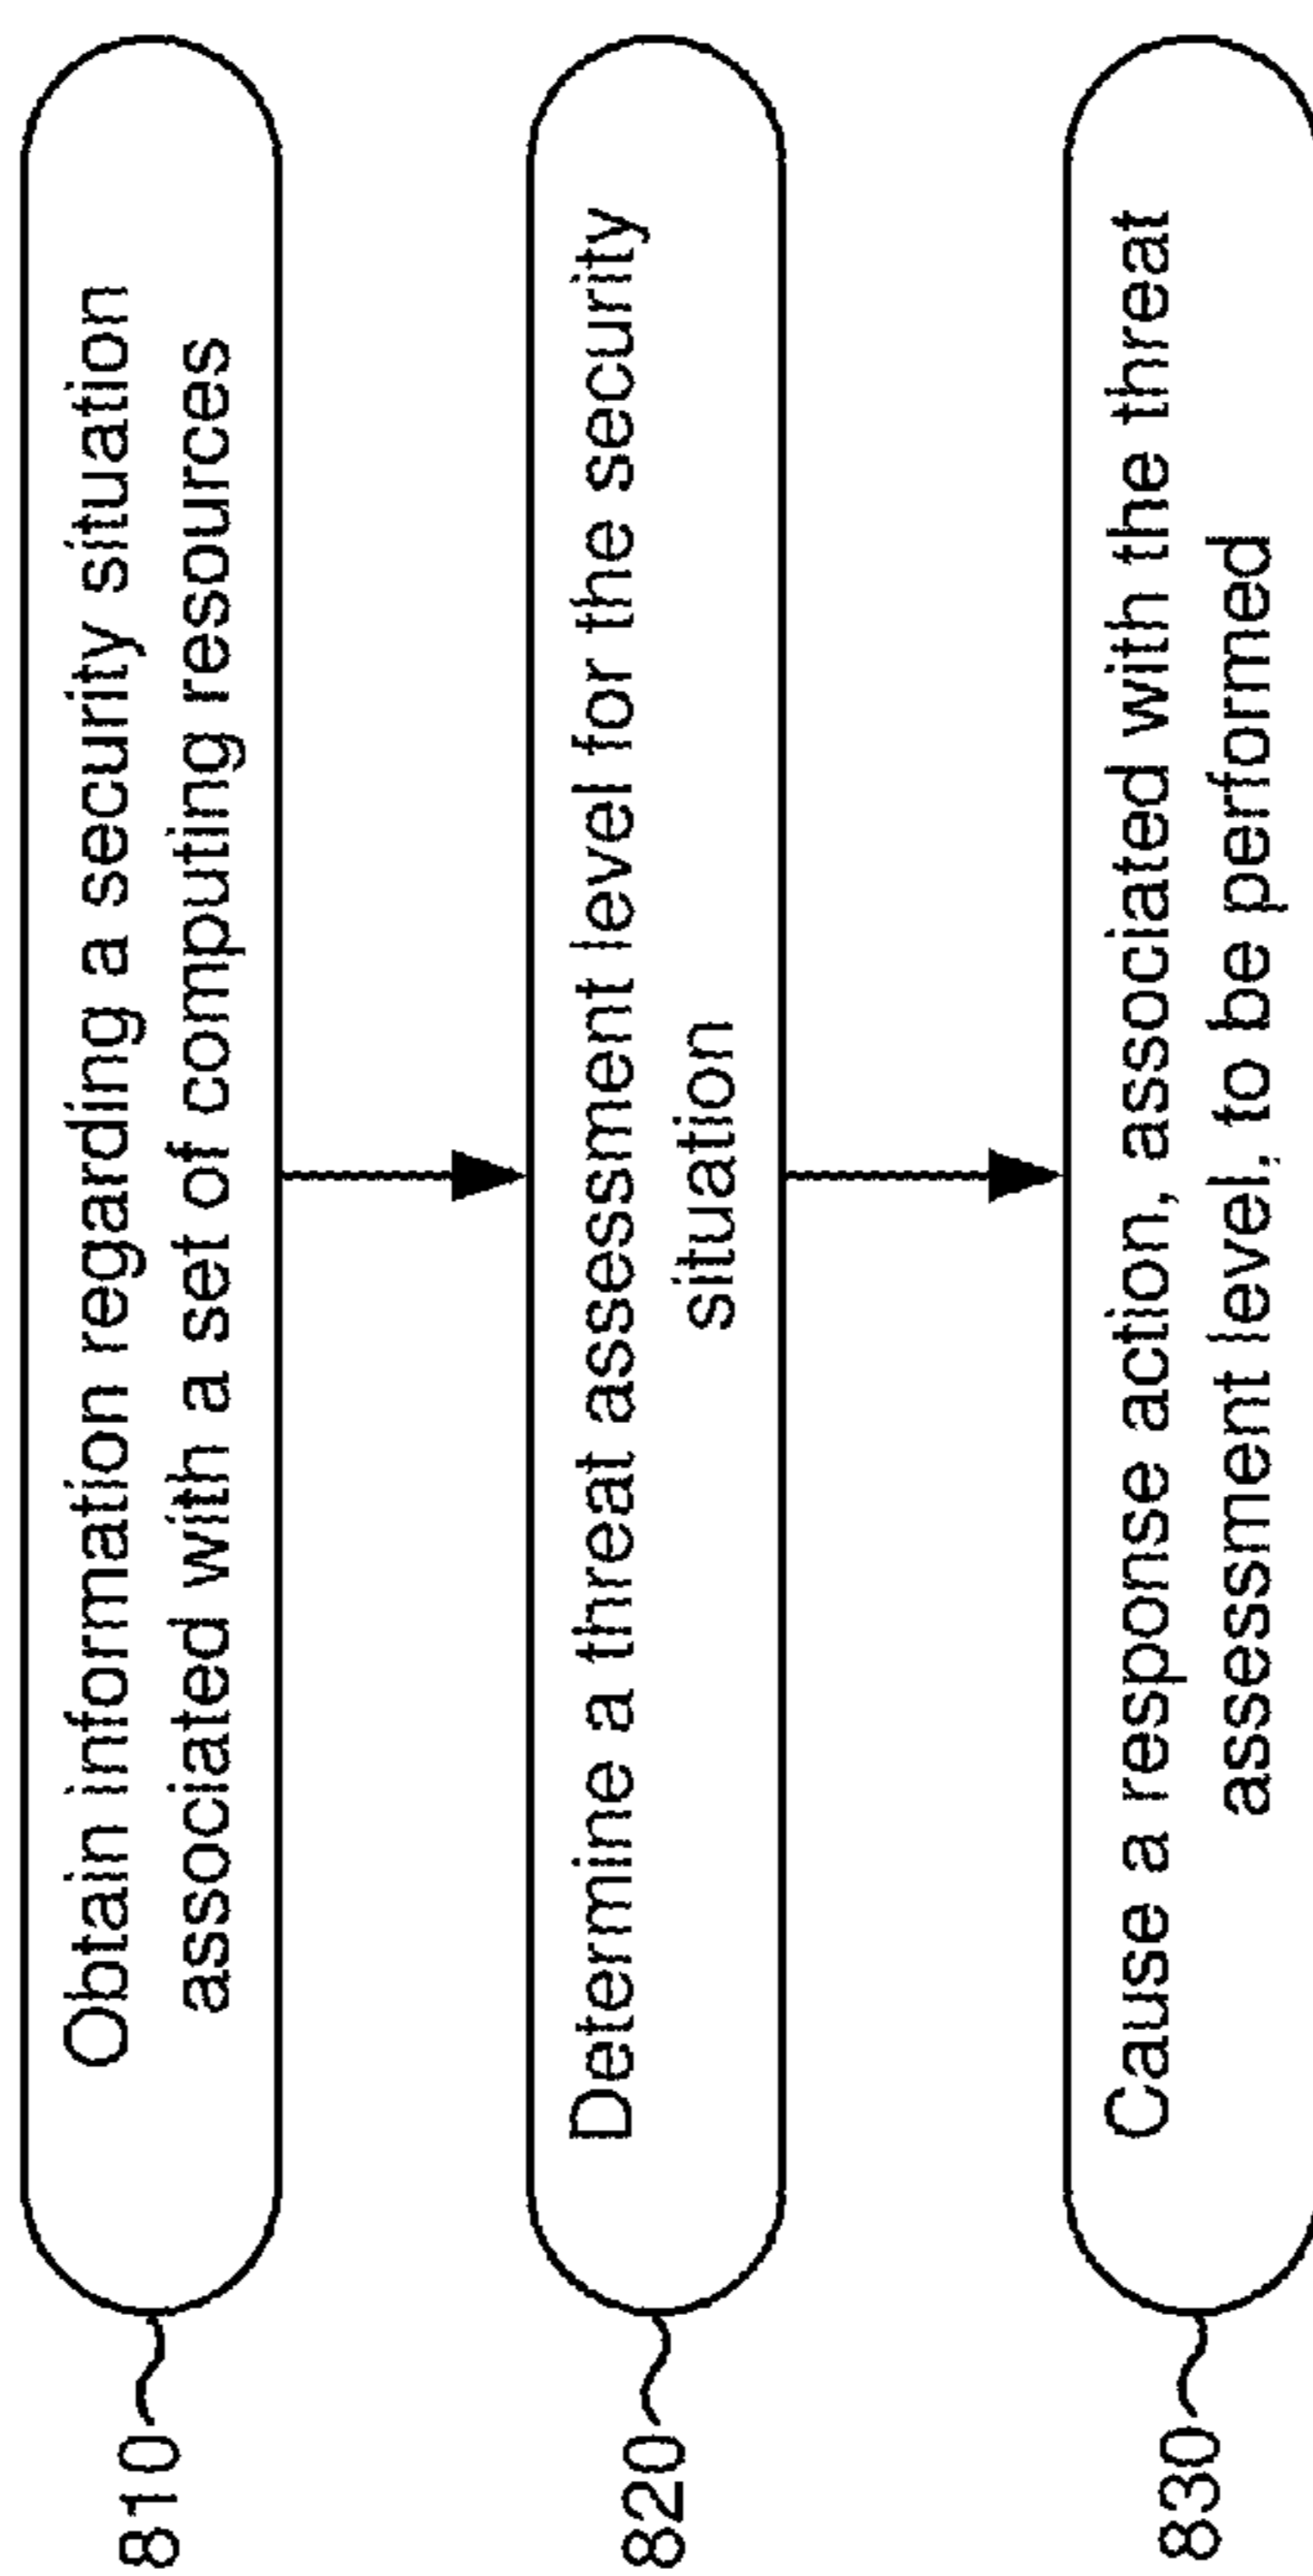 810
Obtain information regarding a security situation
associated with a set of computing resources
820
Determine a threat assessment level for the security
situation
830
Cause a response action, associated with the threat
assessment level, to be performed